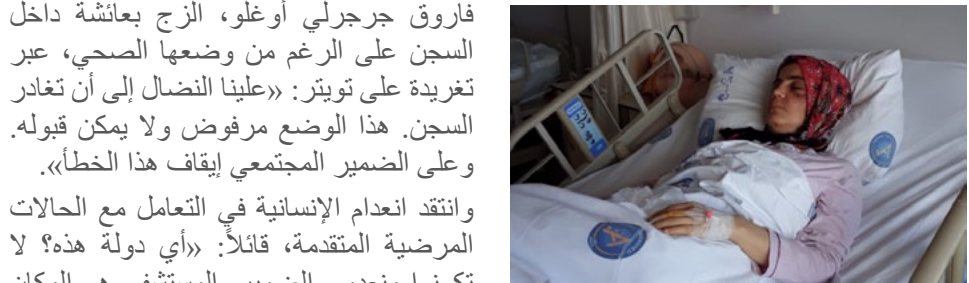 فاروق جرجرلي أوغلو، الزج بعائشة داخل
السجن على الرغم من وضعها الصحي، عبر
تغريدة على تويتر: «علينا النضال إلى أن تغادر
السجن. هذا الوضع مرفوض ولا يمكن قبوله.
وعلى الضمير المجتمعي إيقاف هذا الخطأ».
وانتقد انعدام الإنسانية في التعامل مع الحالات
المرضية المتقدمة، قائلاً: «أي دولة هذه؟ لا